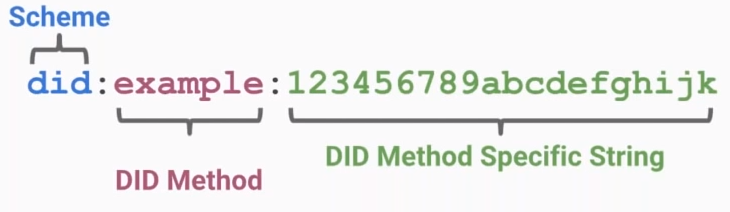 Scheme
did:example:123456789abcdefghijk
DID Method Specific String
DID Method